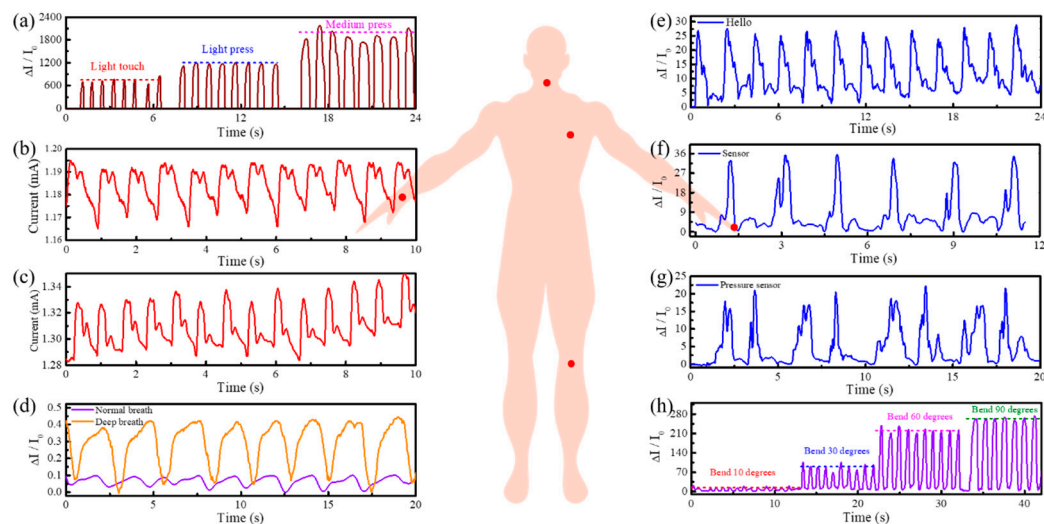 (a)
2400
1800
1200
600
0
ΔI / I0
Light touch
Light press
Medium press
0 6 12 18 24
Time (s)
(b)
1.20
1.19
1.18
1.17
1.16
Current (mA)
0 2 4 6 8 10
Time (s)
(c)
1.34
1.32
1.30
1.28
Current (mA)
0 2 4 6 8 10
Time (s)
(d)
0.5
0.4
0.3
0.2
0.1
0.0
ΔI / I0
Normal breath
Deep breath
0 5 10 15 20
Time (s)
(e)
30
25
20
15
10
5
0
ΔI / I0
Hello
0 6 12 18 24
Time (s)
(f)
36
27
18
9
0
ΔI / I0
Sensor
0 3 6 9 12
Time (s)
(g)
25
20
15
10
5
0
ΔI / I0
Pressure sensor
0 5 10 15 20
Time (s)
(h)
280
210
140
70
0
ΔI / I0
Bend 10 degrees
Bend 30 degrees
Bend 60 degrees
Bend 90 degrees
0 10 20 30 40
Time (s)